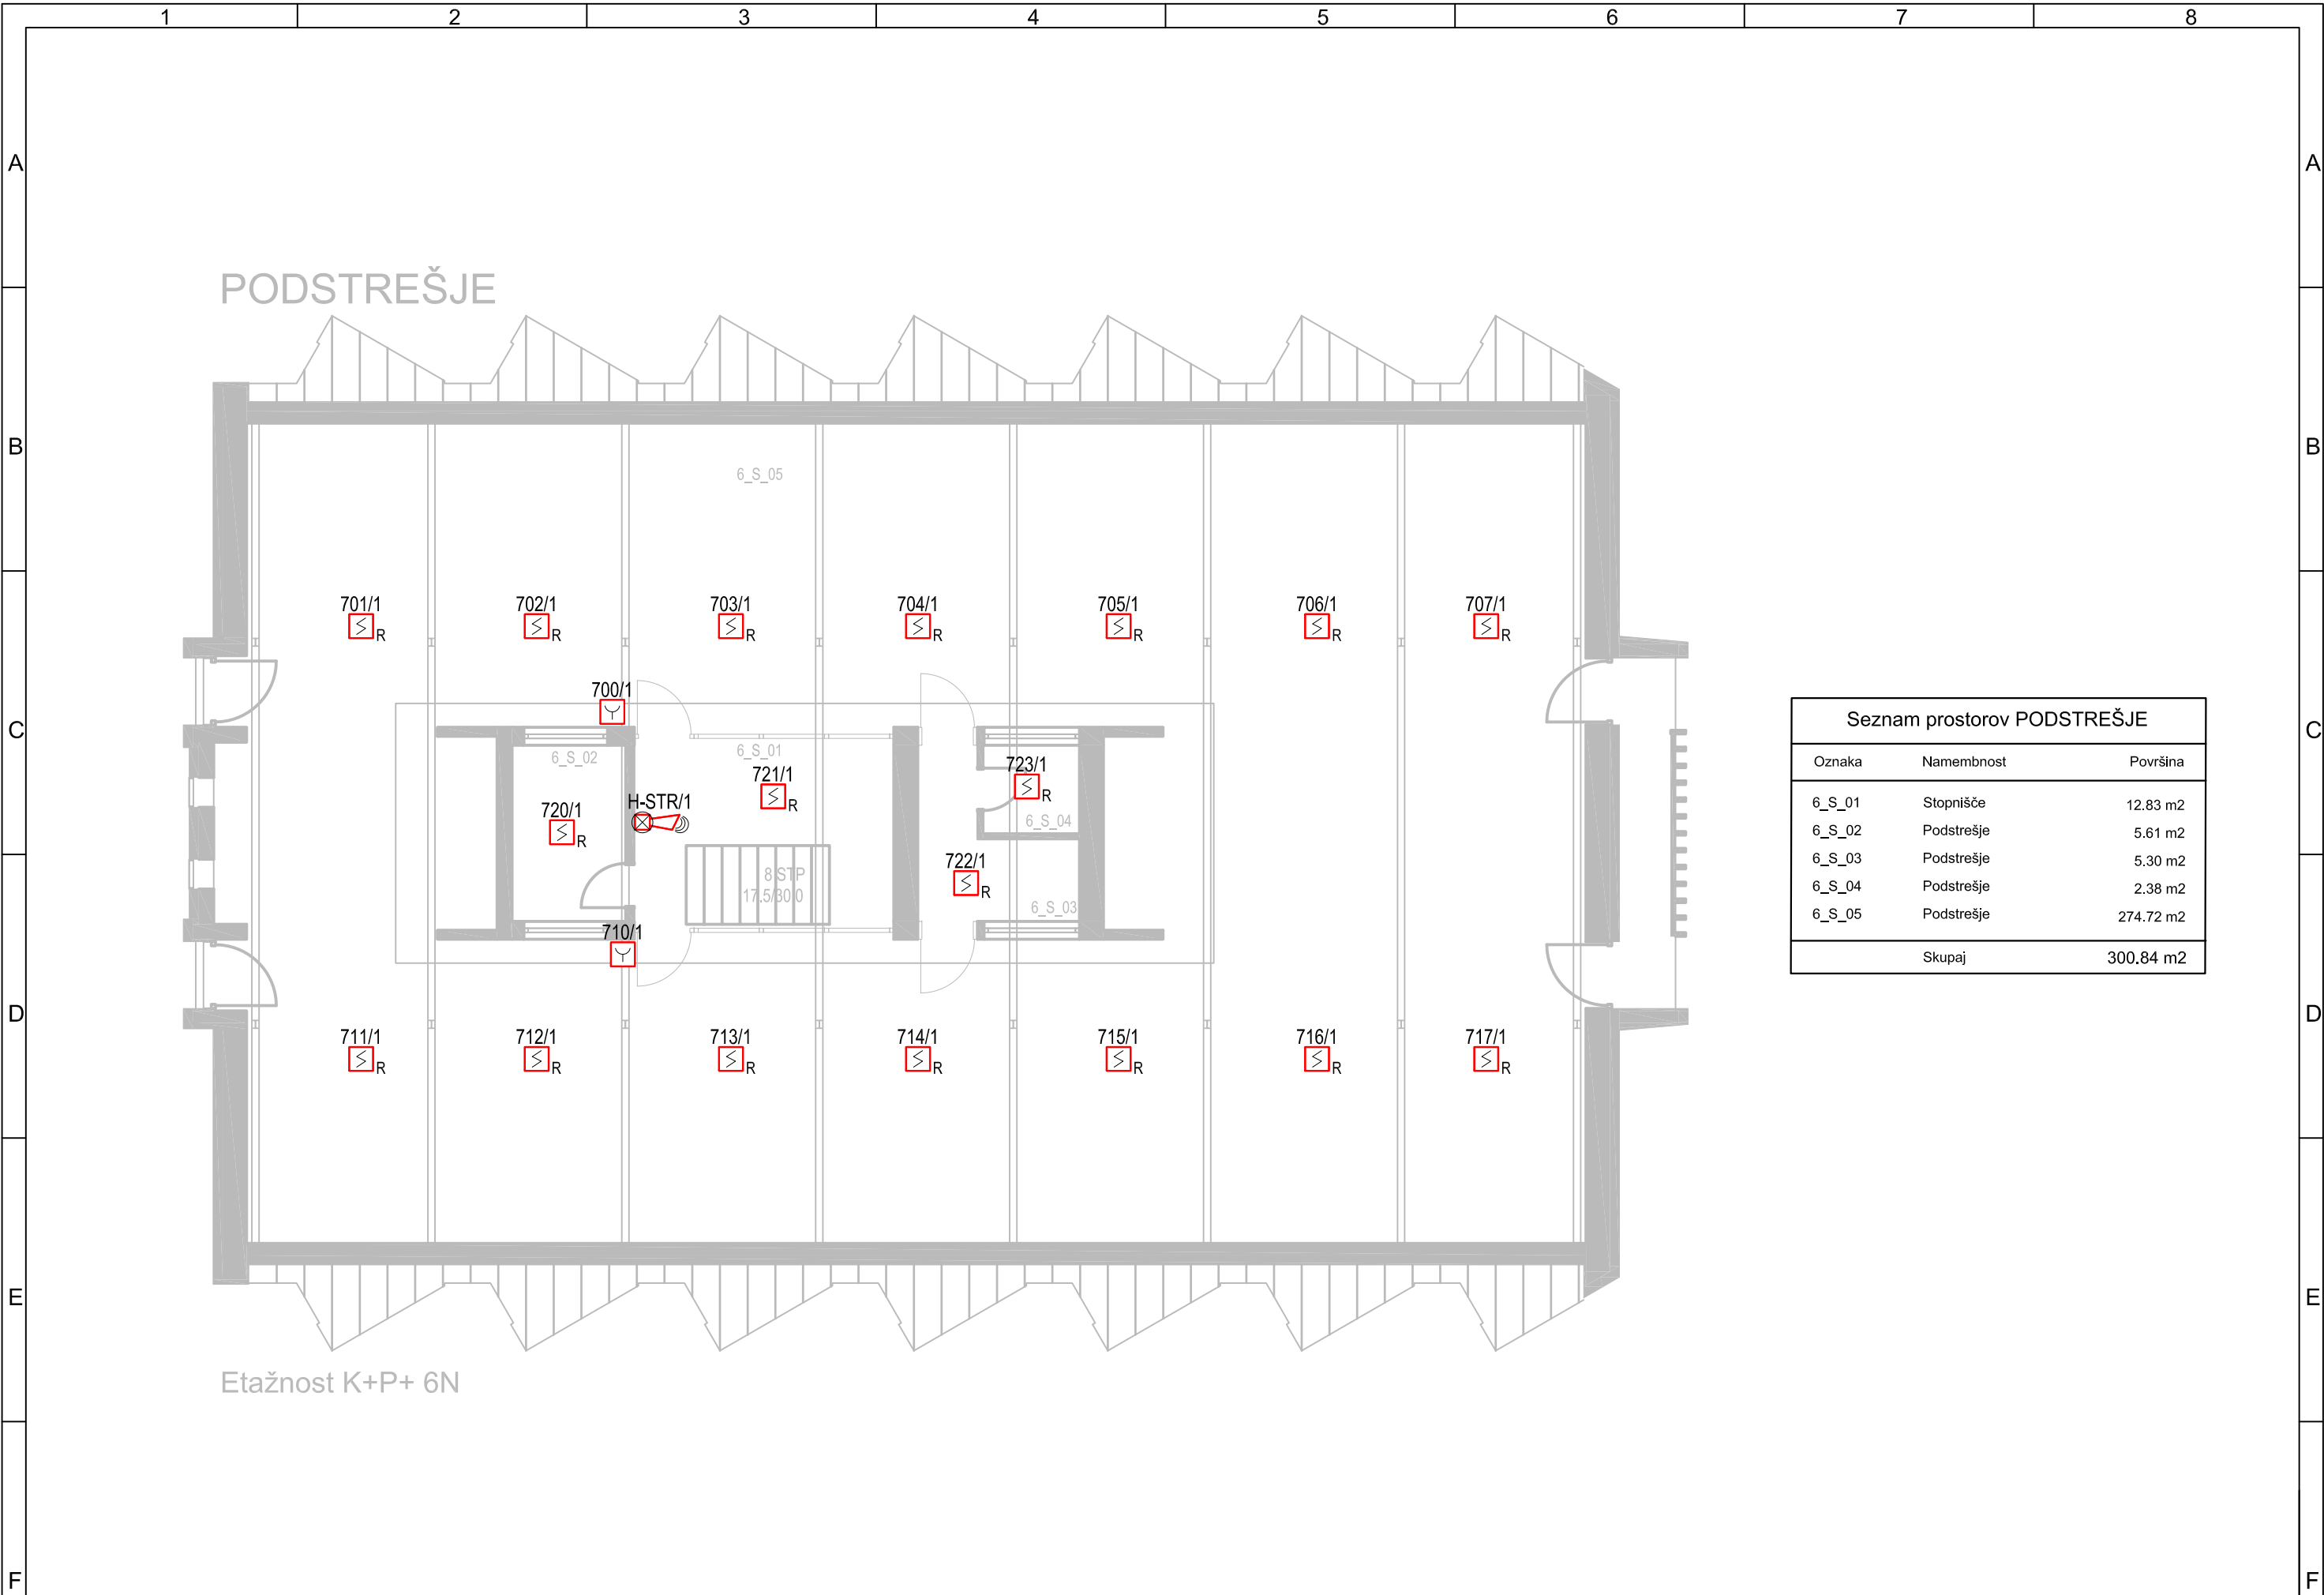 1 2 3 4 5 6 7 8
A A
PODSTREŠJE
B B
6_S_05
701/1 702/1 703/1 704/1 705/1 706/1 707/1
R R R R R R R
700/1
C C
Seznam prostorov PODSTREŠJE
Oznaka Namembnost Površina
6_S_01 Stopnišče 12.83 m2
6_S_02 Podstrešje 5.61 m2
6_S_03 Podstrešje 5.30 m2
6_S_04 Podstrešje 2.38 m2
6_S_05 Podstrešje 274.72 m2
Skupaj 300.84 m2
6_S_02
6_S_01
721/1
R
723/1
R
H-STR/1
720/1
R
6_S_04
722/1
R
8 STP
17.5/30.0
6_S_03
710/1
D D
711/1 712/1 713/1 714/1 715/1 716/1 717/1
R R R R R R R
E E
Etažnost K+P+ 6N
F F